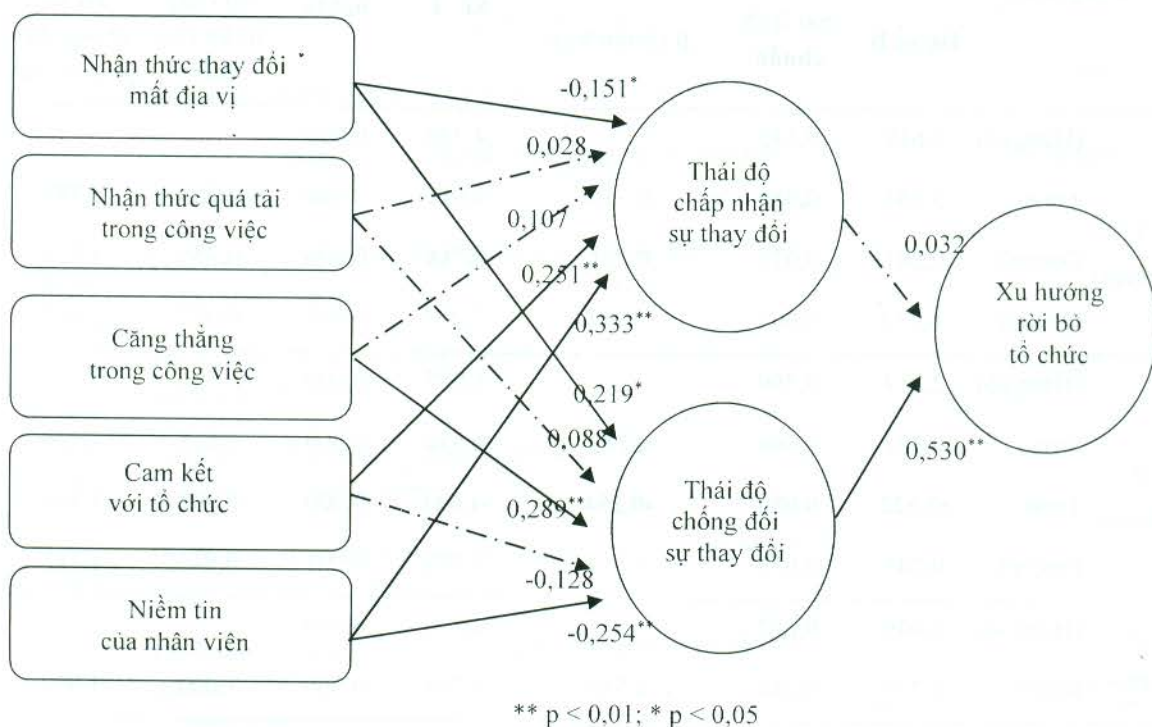 Nhận thức thay đổi
mất địa vị
Nhận thức quá tải
trong công việc
Căng thẳng
trong công việc
Cam kết
với tổ chức
Niềm tin
của nhân viên
-0,151*
0,028
0,107
0,251**
0,333**
0,219*
0,088
0,289**
-0,128
-0,254**
Thái độ
chấp nhận
sự thay đổi
Thái độ
chống đối
sự thay đổi
0,032
0,530**
Xu hướng
rời bỏ
tổ chức
** p < 0,01; * p < 0,05